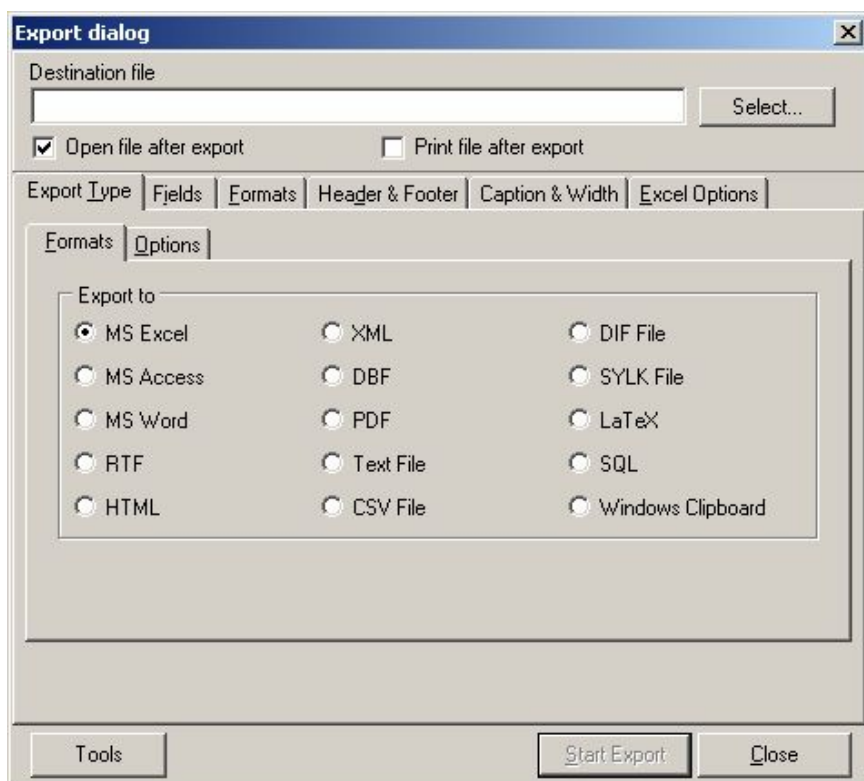 Export dialog
Destination file
Select...
Open file after export Print file after export
Export Type Fields Formats Header & Footer Caption & Width Excel Options
Formats Options
Export to
MS Excel XML DIF File
MS Access DBF SYLK File
MS Word PDF LaTeX
RTF Text File SQL
HTML CSV File Windows Clipboard
Tools Start Export Close